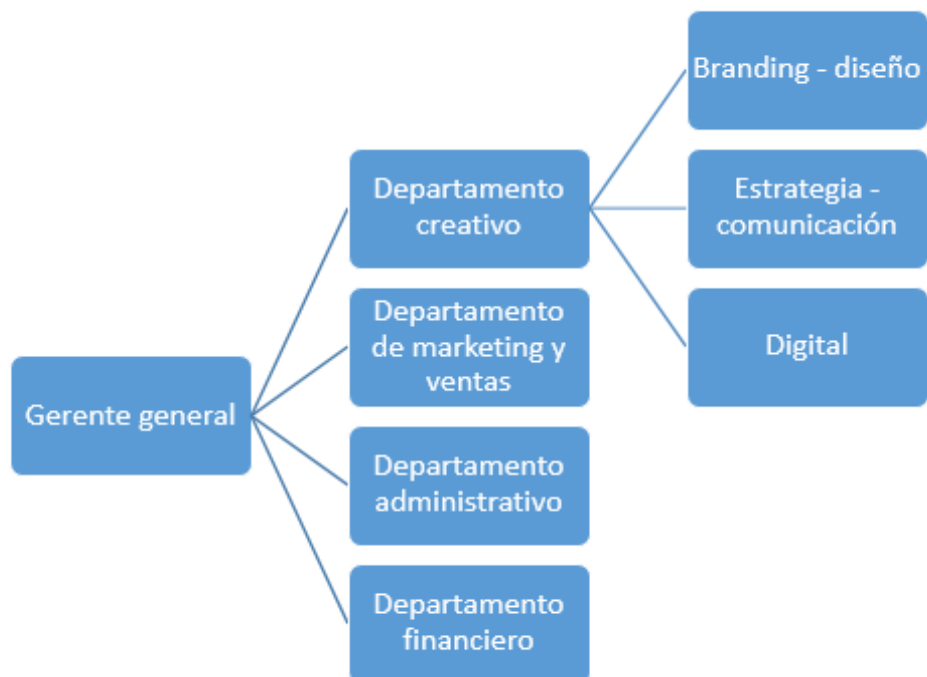 Gerente general
Departamento
creativo
Departamento
de marketing y
ventas
Departamento
administrativo
Departamento
financiero
Branding - diseño
Estrategia -
comunicación
Digital